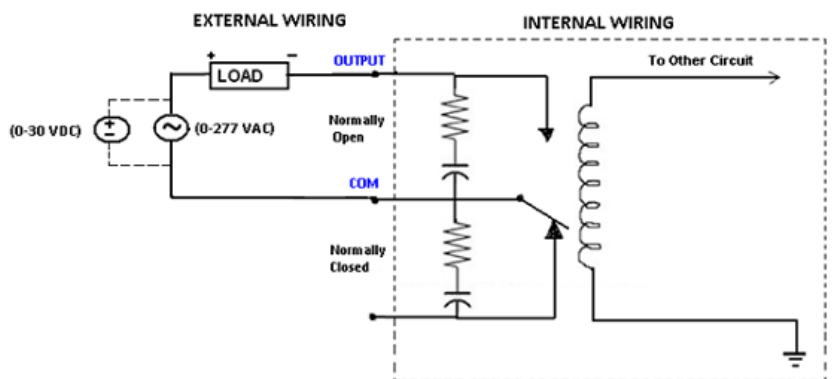 EXTERNAL WIRING
INTERNAL WIRING
+ LOAD −
OUTPUT
To Other Circuit
(0-30 VDC)
+
−
(0-277 VAC)
Normally
Open
COM
Normally
Closed